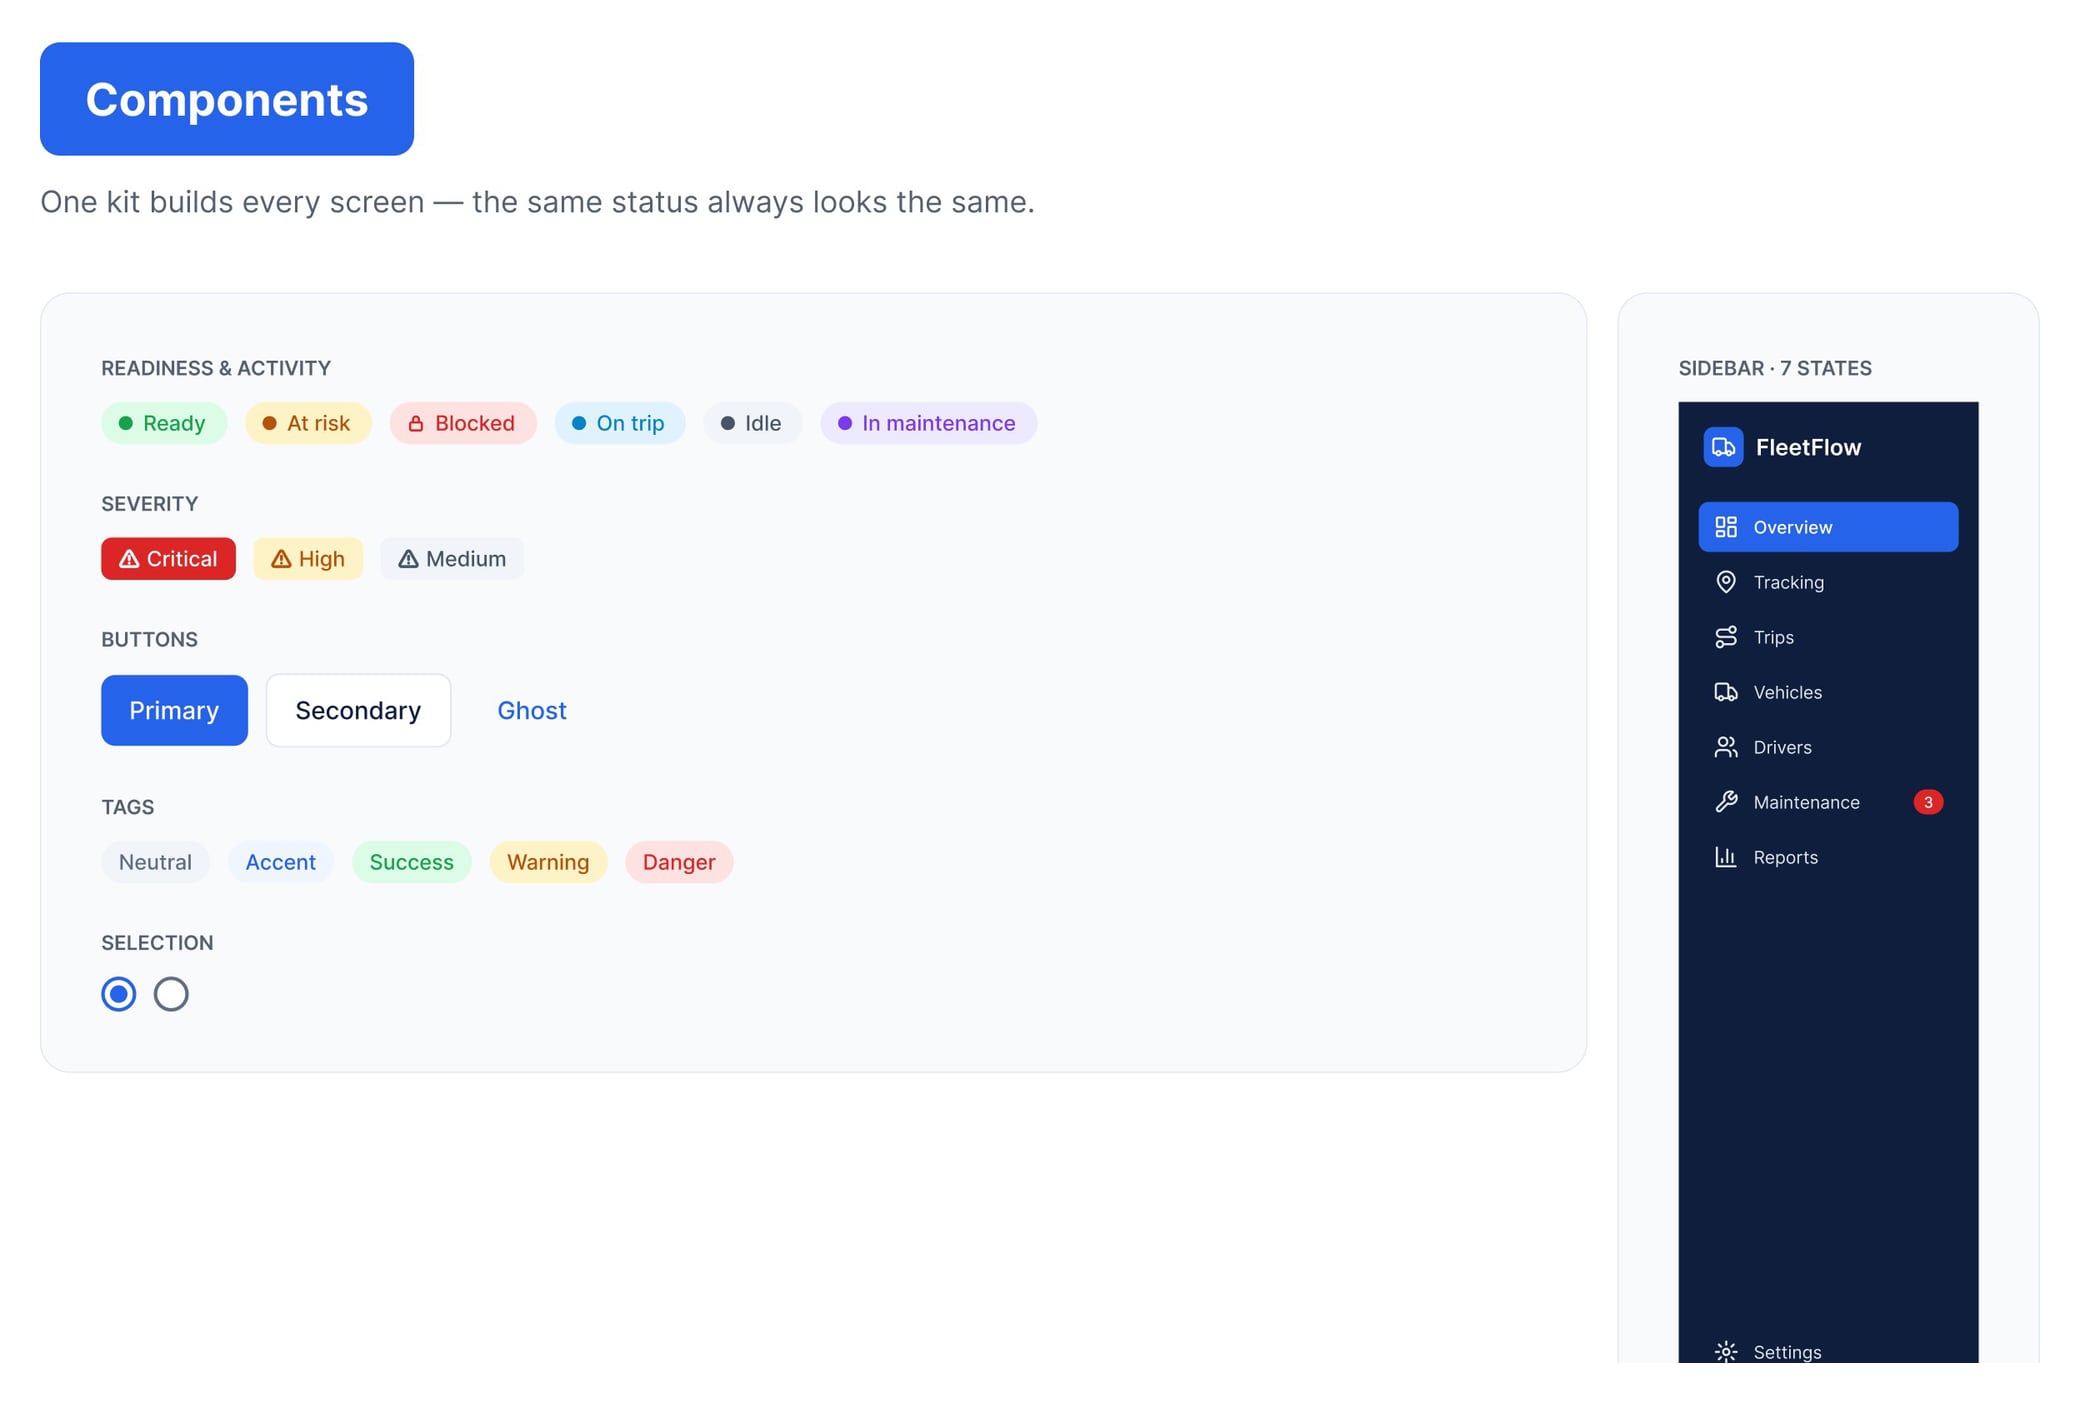 Components
One kit builds every screen — the same status always looks the same.
READINESS & ACTIVITY
Ready At risk Blocked On trip Idle In maintenance
SEVERITY
Critical High Medium
BUTTONS
Primary Secondary Ghost
TAGS
Neutral Accent Success Warning Danger
SELECTION
SIDEBAR · 7 STATES
FleetFlow
Overview
Tracking
Trips
Vehicles
Drivers
Maintenance 3
Reports
Settings